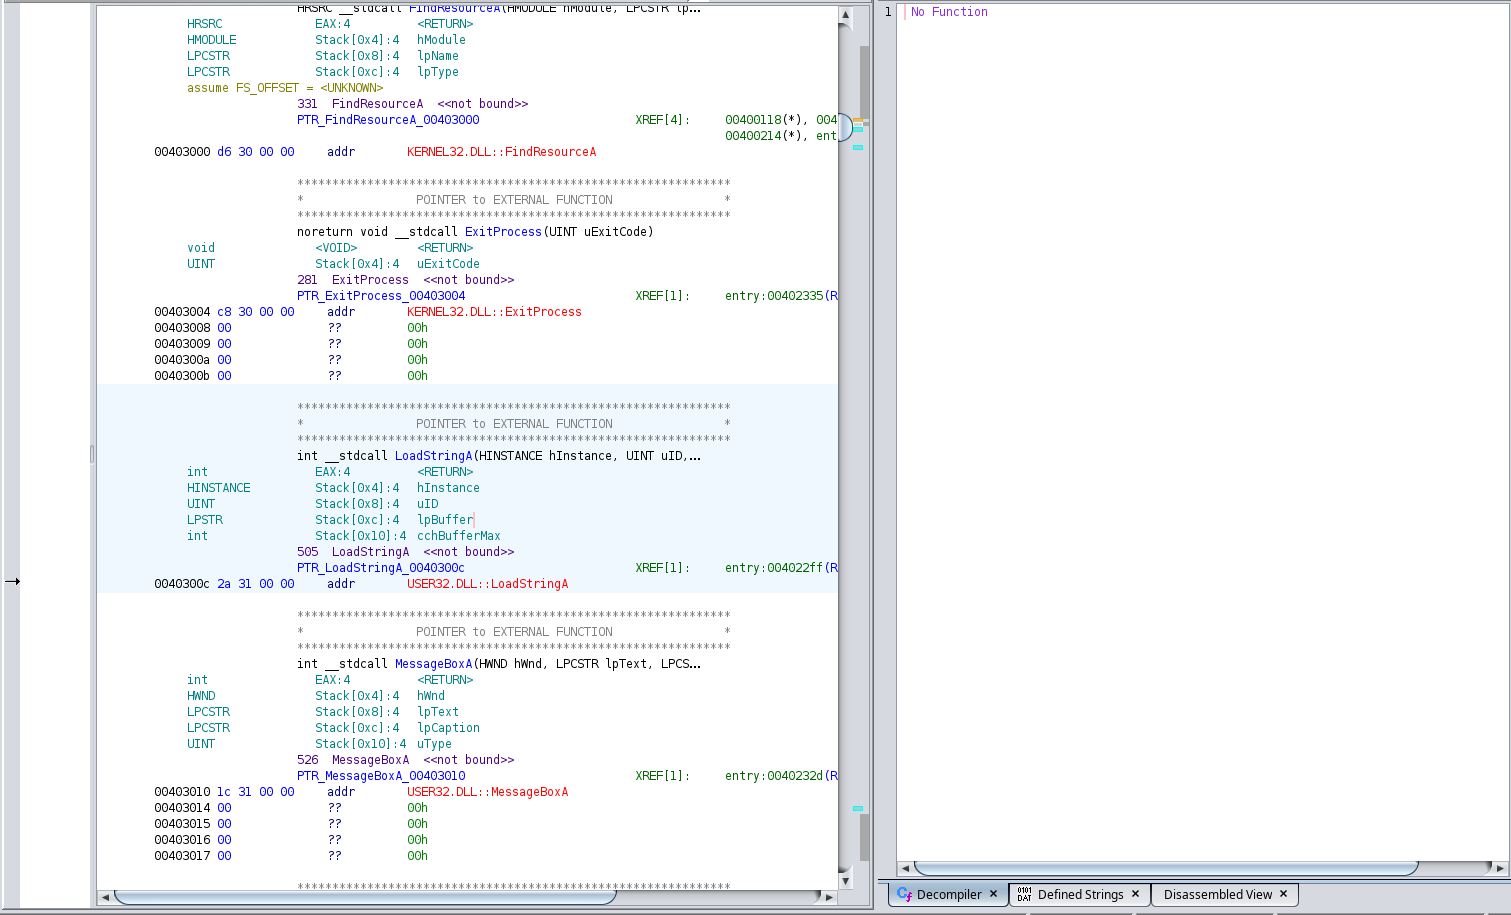 HRSRC __stdcall FindResourceA(HMODULE hModule, LPCSTR lp...
HRSRC EAX:4 <RETURN>
HMODULE Stack[0x4]:4 hModule
LPCSTR Stack[0x8]:4 lpName
LPCSTR Stack[0xc]:4 lpType
assume FS_OFFSET = <UNKNOWN>
331 FindResourceA <<not bound>>
PTR_FindResourceA_00403000 XREF[4]: 00400118(*), 004
00400214(*), ent
00403000 d6 30 00 00 addr KERNEL32.DLL::FindResourceA
**************************************************************
* POINTER to EXTERNAL FUNCTION *
**************************************************************
noreturn void __stdcall ExitProcess(UINT uExitCode)
void <VOID> <RETURN>
UINT Stack[0x4]:4 uExitCode
281 ExitProcess <<not bound>>
PTR_ExitProcess_00403004 XREF[1]: entry:00402335(R
00403004 c8 30 00 00 addr KERNEL32.DLL::ExitProcess
00403008 00 ?? 00h
00403009 00 ?? 00h
0040300a 00 ?? 00h
0040300b 00 ?? 00h
**************************************************************
* POINTER to EXTERNAL FUNCTION *
**************************************************************
int __stdcall LoadStringA(HINSTANCE hInstance, UINT uID,...
int EAX:4 <RETURN>
HINSTANCE Stack[0x4]:4 hInstance
UINT Stack[0x8]:4 uID
LPSTR Stack[0xc]:4 lpBuffer
int Stack[0x10]:4 cchBufferMax
505 LoadStringA <<not bound>>
PTR_LoadStringA_0040300c XREF[1]: entry:004022ff(R
0040300c 2a 31 00 00 addr USER32.DLL::LoadStringA
**************************************************************
* POINTER to EXTERNAL FUNCTION *
**************************************************************
int __stdcall MessageBoxA(HWND hWnd, LPCSTR lpText, LPCS...
int EAX:4 <RETURN>
HWND Stack[0x4]:4 hWnd
LPCSTR Stack[0x8]:4 lpText
LPCSTR Stack[0xc]:4 lpCaption
UINT Stack[0x10]:4 uType
526 MessageBoxA <<not bound>>
PTR_MessageBoxA_00403010 XREF[1]: entry:0040232d(R
00403010 1c 31 00 00 addr USER32.DLL::MessageBoxA
00403014 00 ?? 00h
00403015 00 ?? 00h
00403016 00 ?? 00h
00403017 00 ?? 00h
**************************************************************
1 No Function
Decompiler × Defined Strings × Disassembled View ×